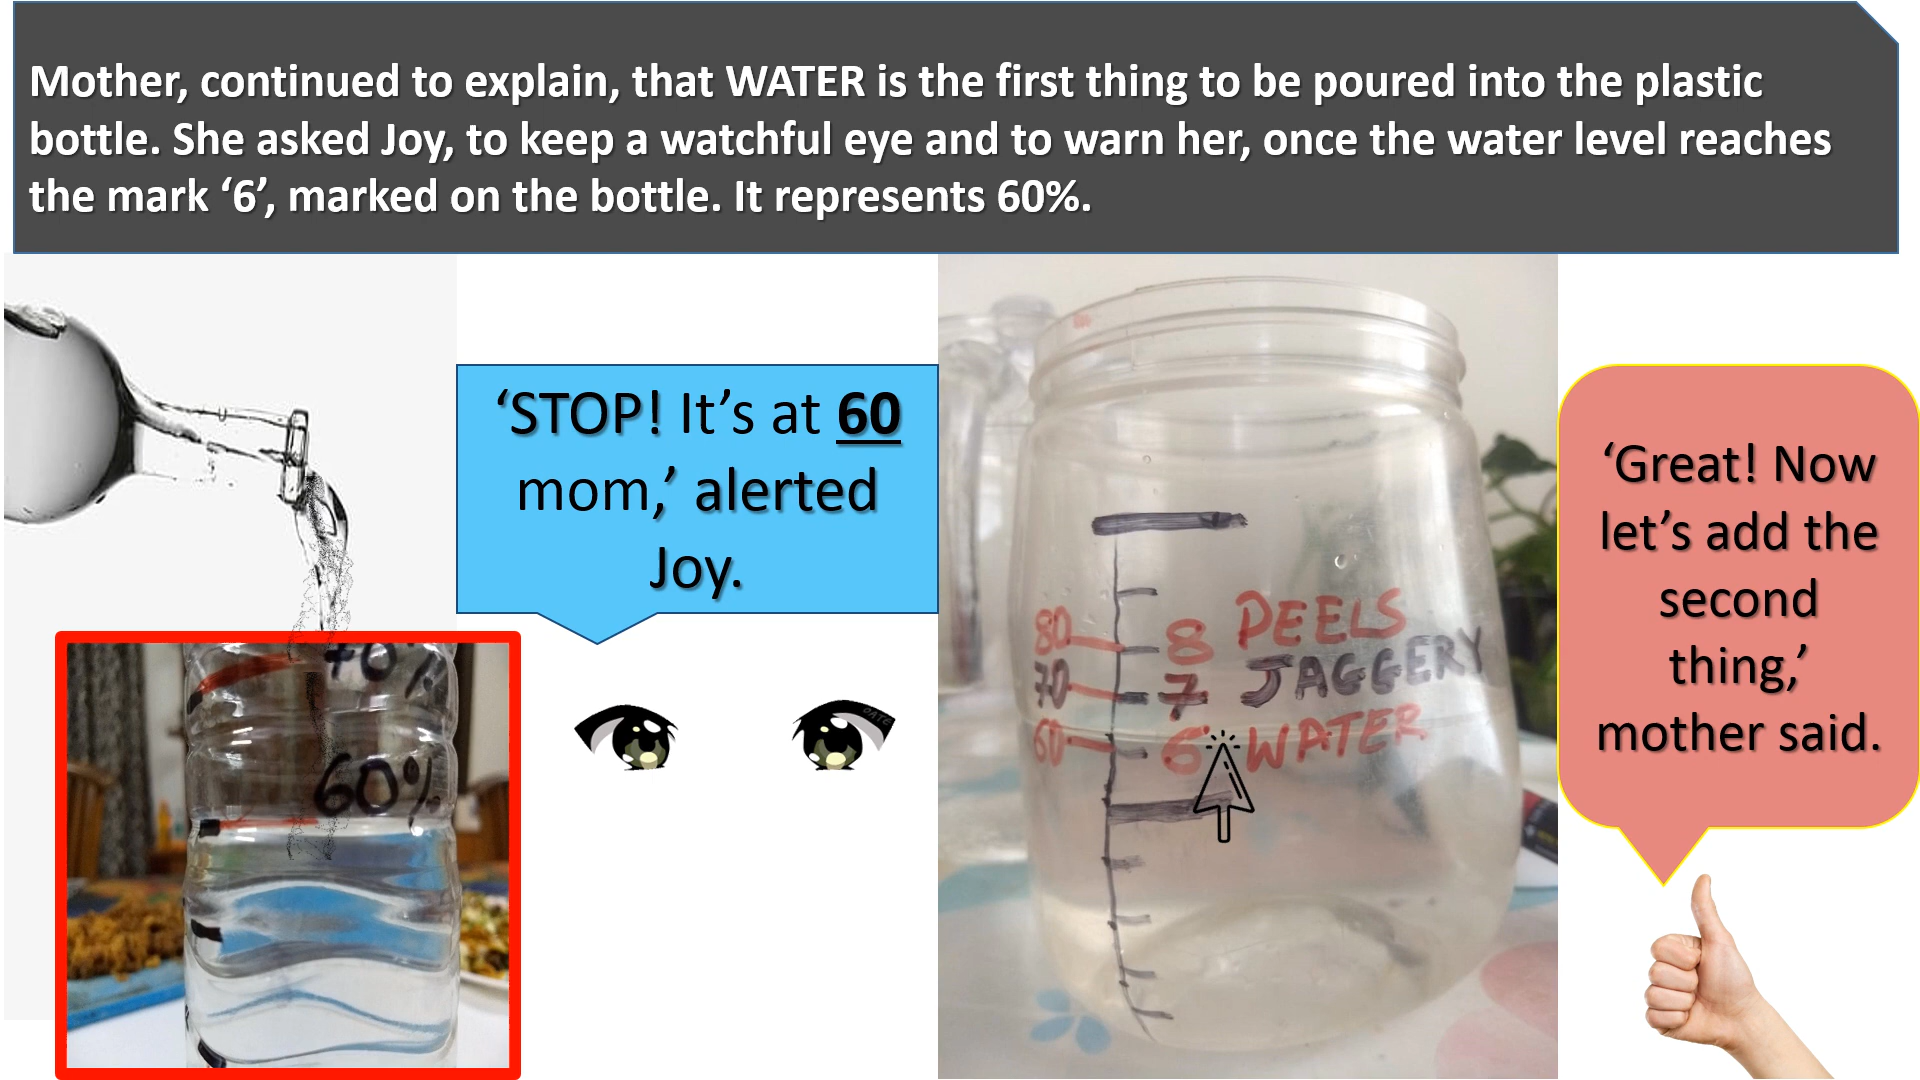 Mother, continued to explain, that WATER is the first thing to be poured into the plastic
bottle. She asked Joy, to keep a watchful eye and to warn her, once the water level reaches
the mark ‘6’, marked on the bottle. It represents 60%.
‘STOP! It’s at 60
mom,’ alerted
Joy.
70%
60%
DATE
80 8 PEELS
70 7 JAGGERY
60 6 WATER
‘Great! Now
let’s add the
second
thing,’
mother said.